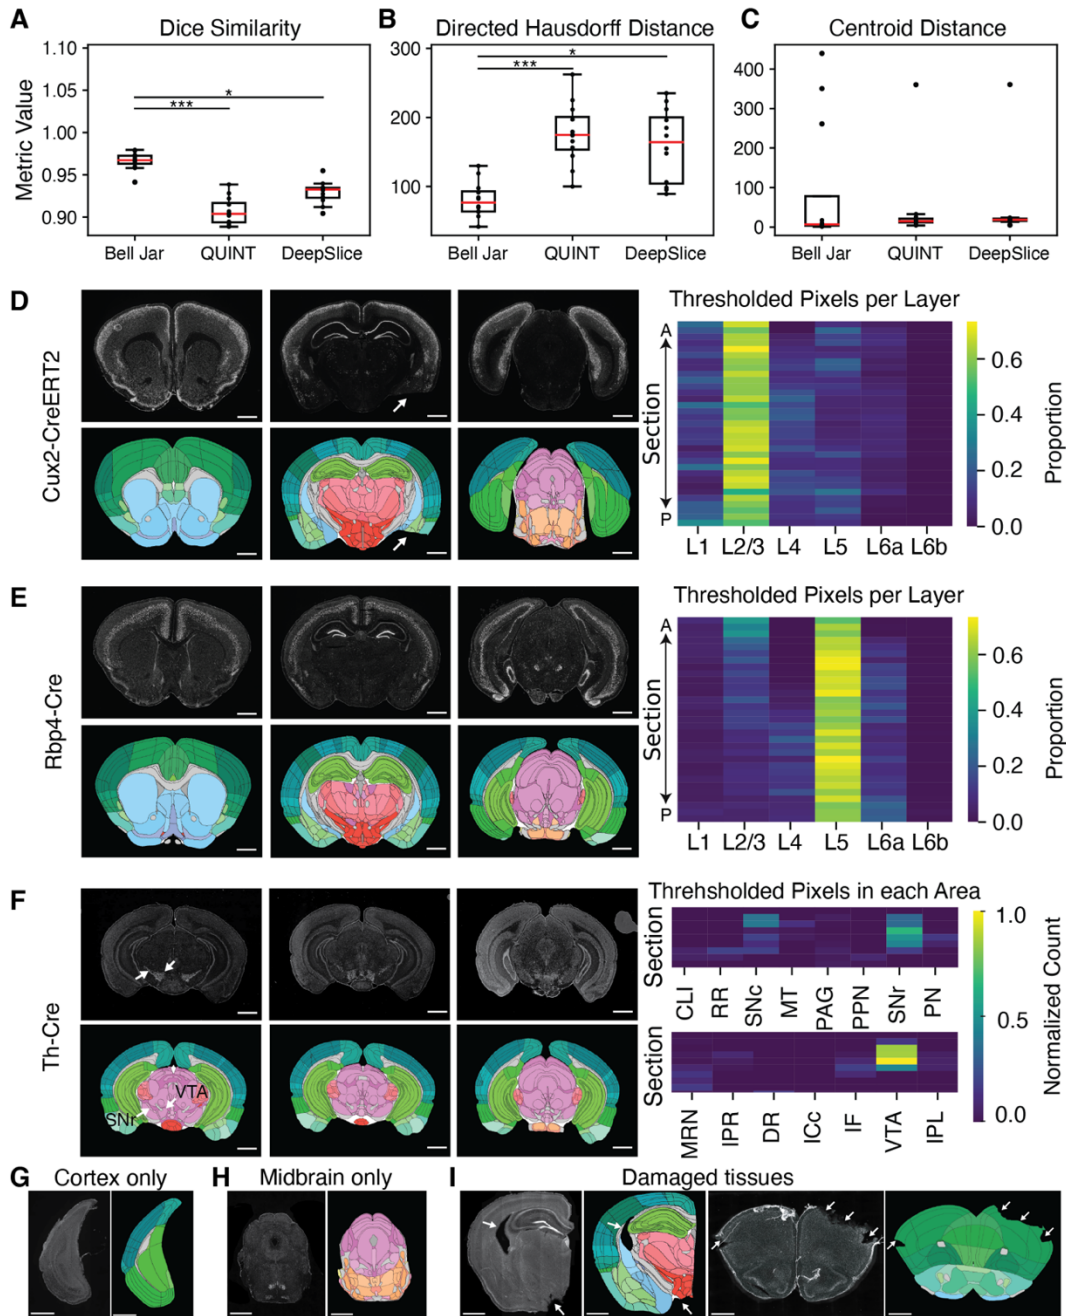 A
Dice Similarity
Metric Value
1.10
1.05
1.00
0.95
0.90
***
*
Bell Jar
QUINT
DeepSlice
B
Directed Hausdorff Distance
300
200
100
***
*
Bell Jar
QUINT
DeepSlice
C
Centroid Distance
400
300
200
100
0
Bell Jar
QUINT
DeepSlice
D
Cux2-CreERT2
Thresholded Pixels per Layer
A
Section
P
L1
L2/3
L4
L5
L6a
L6b
0.6
0.4
0.2
0.0
Proportion
E
Rbp4-Cre
Thresholded Pixels per Layer
A
Section
P
L1
L2/3
L4
L5
L6a
L6b
0.6
0.4
0.2
0.0
Proportion
F
Th-Cre
VTA
SNr
Threhsholded Pixels in each Area
Section
CLI
RR
SNc
MT
PAG
PPN
SNr
PN
Section
MRN
IPR
DR
ICc
IF
VTA
IPL
1.0
0.5
0.0
Normalized Count
G
Cortex only
H
Midbrain only
I
Damaged tissues